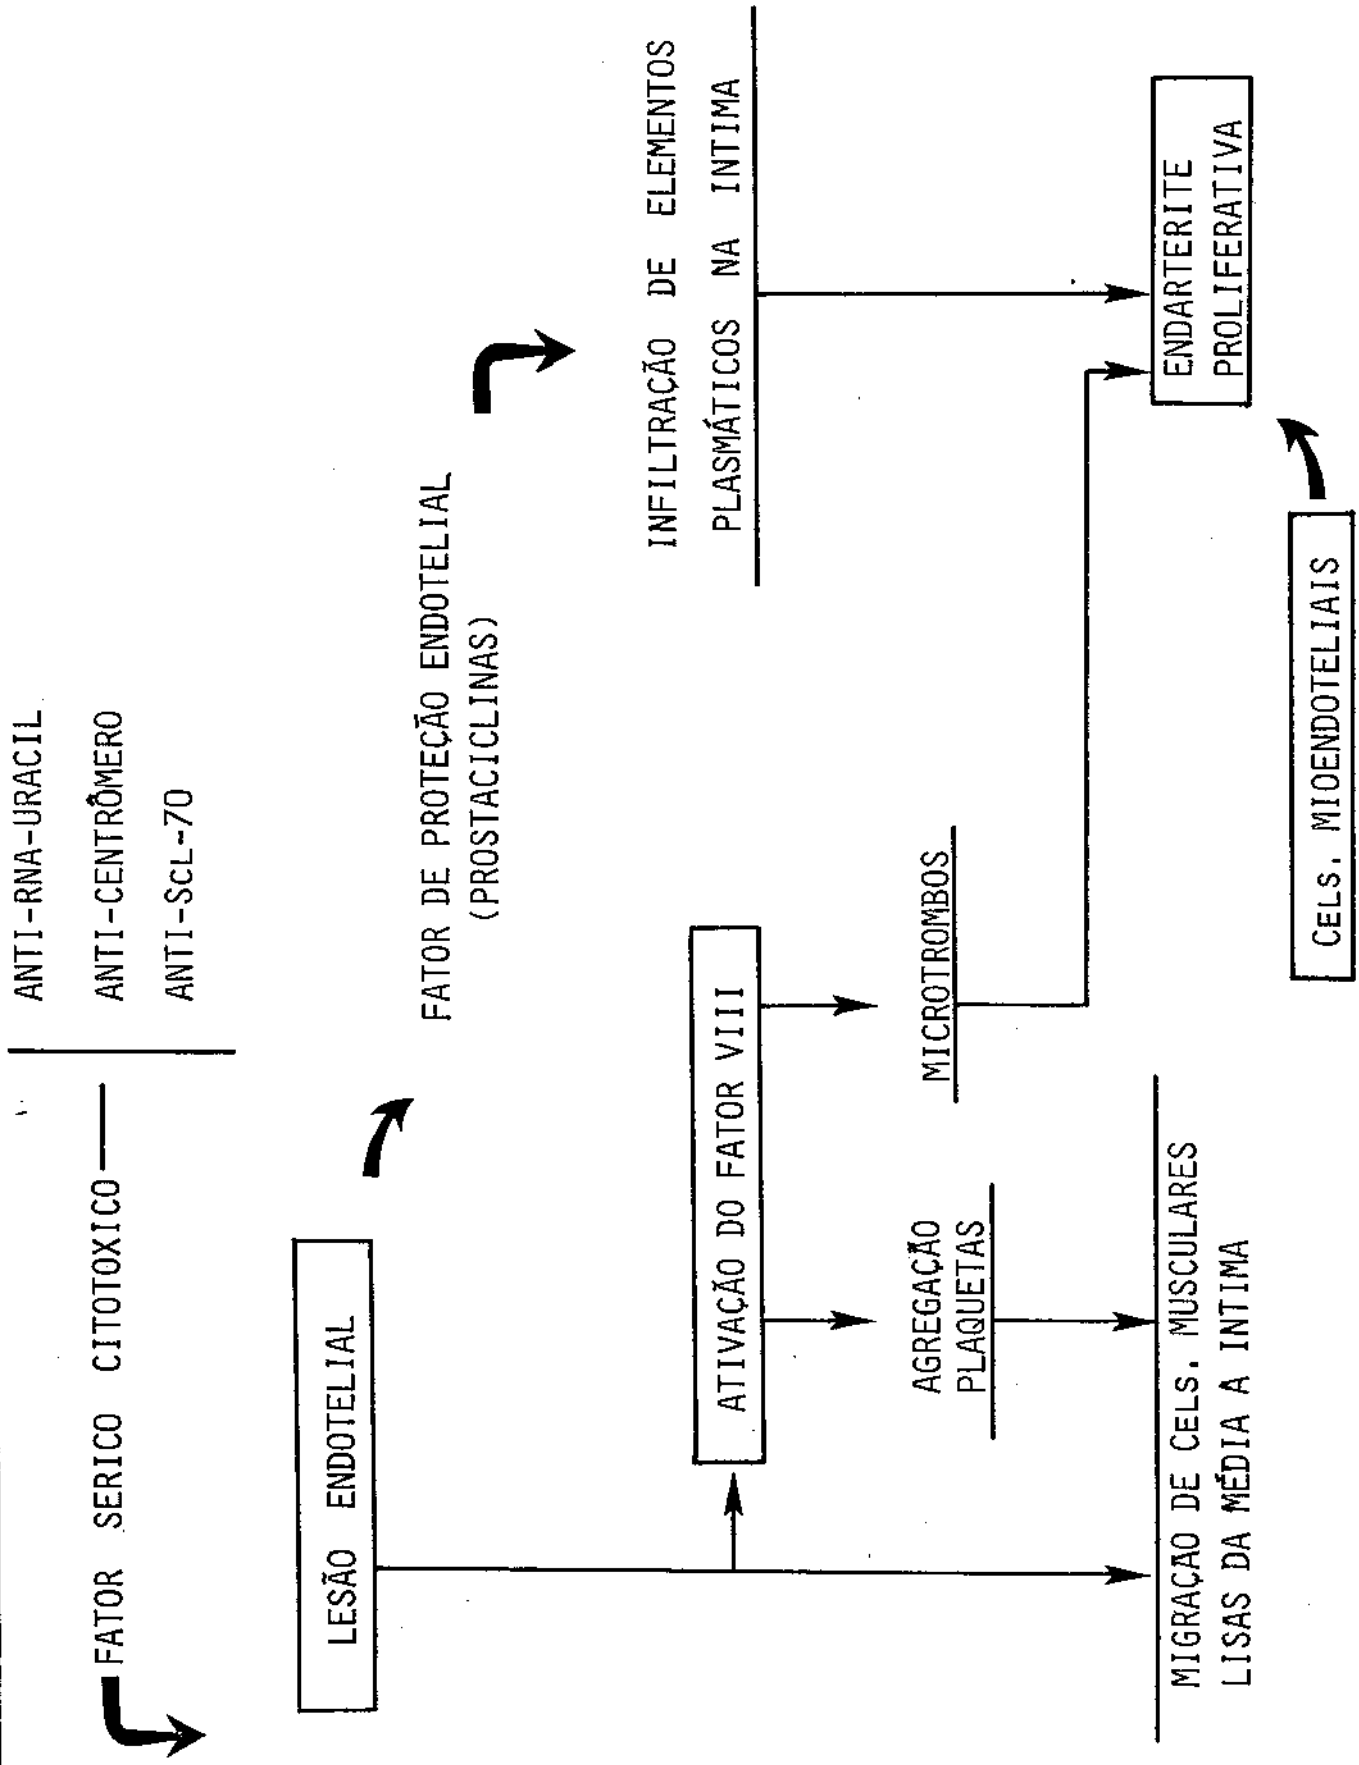 ANTI-RNA-URACIL
FATOR SERICO CITOTOXICO
ANTI-CENTRÔMERO
ANTI-SCL-70
LESÃO ENDOTELIAL
FATOR DE PROTEÇÃO ENDOTELIAL
(PROSTACICLINAS)
INFILTRAÇÃO DE ELEMENTOS
PLASMÁTICOS NA INTIMA
ATIVAÇÃO DO FATOR VIII
AGREGAÇÃO
PLAQUETAS
MICROTROMBOS
MIGRAÇAO DE CELS. MUSCULARES
LISAS DA MÉDIA A INTIMA
ENDARTERITE
PROLIFERATIVA
CELS. MIOENDOTELIAIS